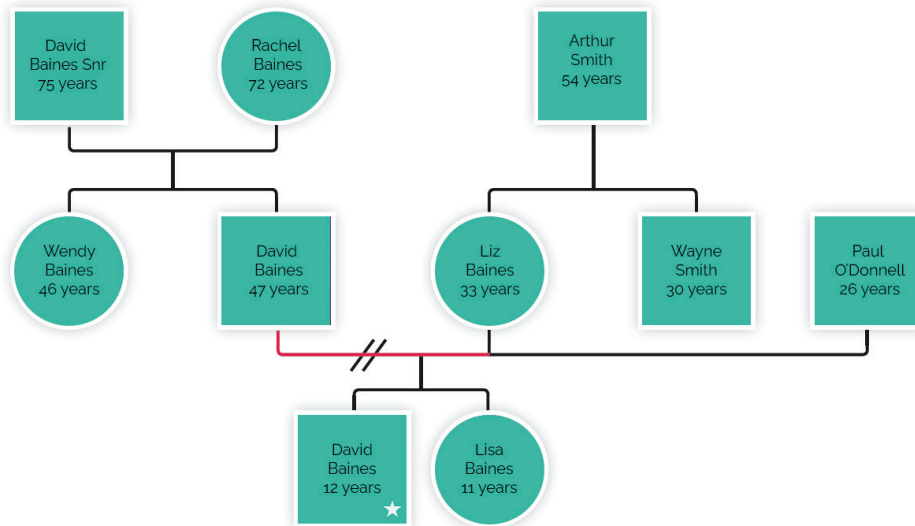 David
Baines Snr
75 years
Rachel
Baines
72 years
Arthur
Smith
54 years
Wendy
Baines
46 years
David
Baines
47 years
Liz
Baines
33 years
Wayne
Smith
30 years
Paul
O'Donnell
26 years
David
Baines
12 years
Lisa
Baines
11 years